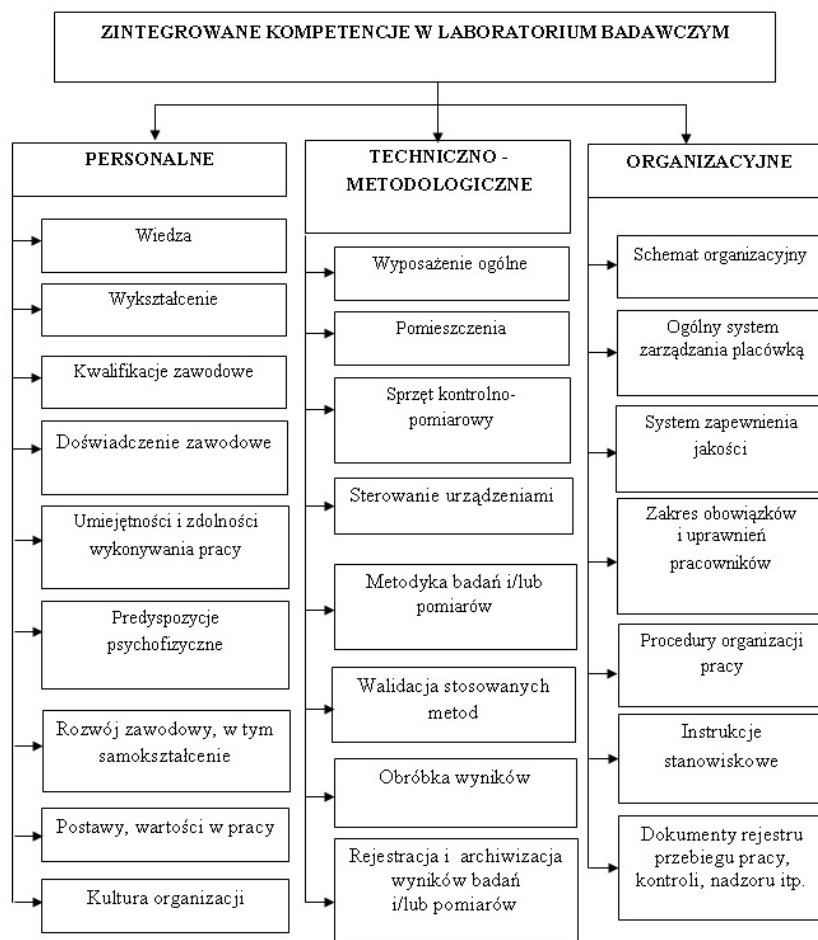 ZINTEGROWANE KOMPETENCJE W LABORATORIUM BADAWCZYM
PERSONALNE
Wiedza
Wykształcenie
Kwalifikacje zawodowe
Doświadczenie zawodowe
Umiejętności i zdolności
wykonywania pracy
Predyspozycje
psychofizyczne
Rozwój zawodowy, w tym
samokształcenie
Postawy, wartości w pracy
Kultura organizacji
TECHNICZNO -
METODOLOGICZNE
Wyposażenie ogólne
Pomieszczenia
Sprzęt kontrolno-
pomiarowy
Sterowanie urządzeniami
Metodyka badań i/lub
pomiarów
Walidacja stosowanych
metod
Obróbka wyników
Rejestracja i archiwizacja
wyników badań
i/lub pomiarów
ORGANIZACYJNE
Schemat organizacyjny
Ogólny system
zarządzania placówką
System zapewnienia
jakości
Zakres obowiązków
i uprawnień
pracowników
Procedury organizacji
pracy
Instrukcje
stanowiskowe
Dokumenty rejestru
przebiegu pracy,
kontroli, nadzoru itp.